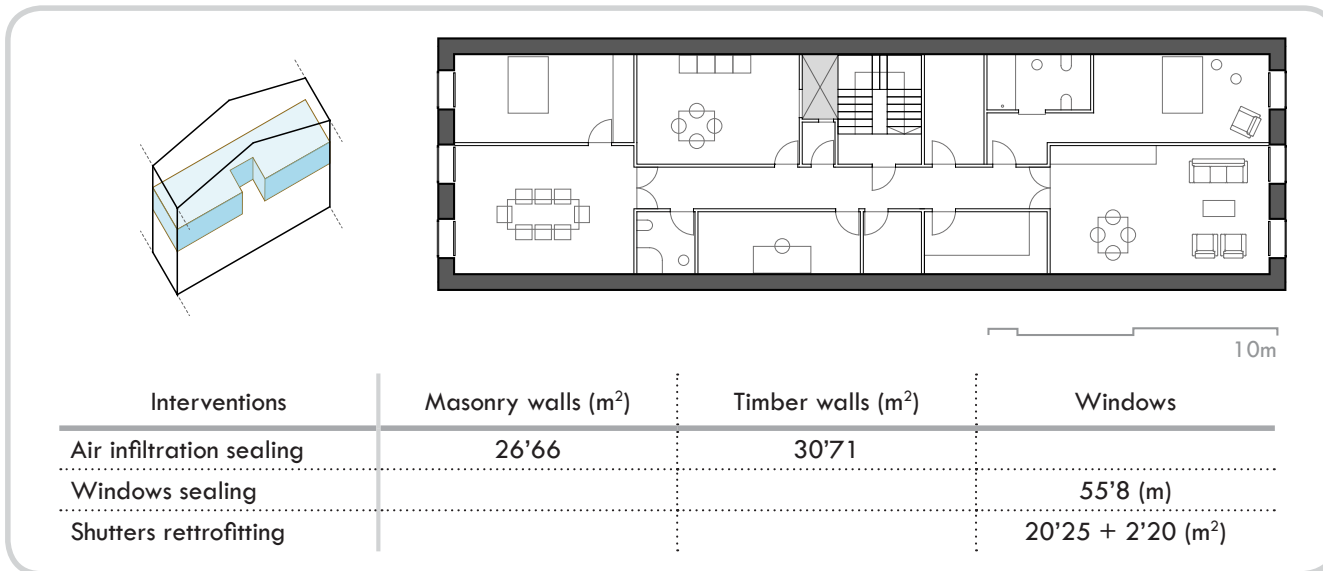 10m
Interventions Masonry walls (m²) Timber walls (m²) Windows
Air infiltration sealing 26'66 30'71
Windows sealing 55'8 (m)
Shutters rettrofitting 20'25 + 2'20 (m²)